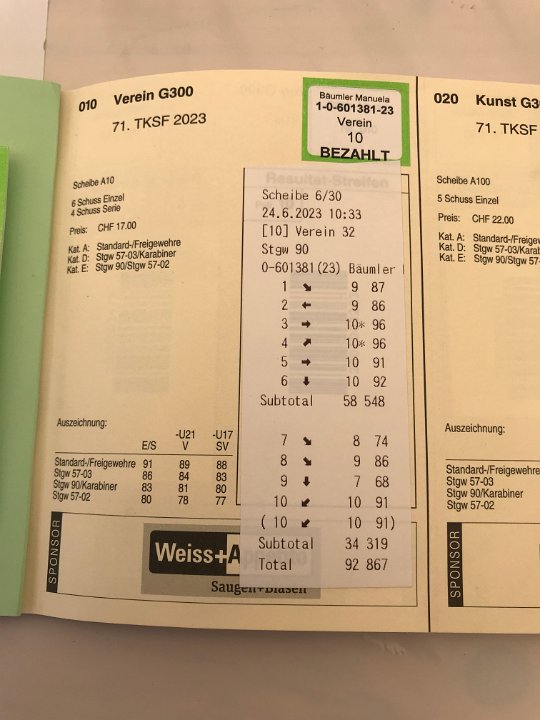 010 Verein G300
71. TKSF 2023
Bäumler Manuela
1-0-601381-23
Verein
10
BEZAHLT
Scheibe A10
6 Schuss Einzel
4 Schuss Serie
Preis: CHF 17.00
Kat. A: Standard-/Freigewehre
Kat. D: Stgw 57-03/Karabiner
Kat. E: Stgw 90/Stgw 57-02
Resultat-Streifen
Scheibe 6/30
24.6.2023 10:33
[10] Verein 32
Stgw 90
0-601381(23) Bäumler
1 ↘ 9 87
2 ← 9 86
3 → 10* 96
4 ↗ 10* 96
5 → 10 91
6 ↓ 10 92
Subtotal 58 548
7 ↘ 8 74
8 ↘ 9 86
9 ↓ 7 68
10 ↙ 10 91
(10 ↙ 10 91)
Subtotal 34 319
Total 92 867
Auszeichnung:
-U21 -U17
E/S V SV
Standard-/Freigewehre 91 89 88
Stgw 57-03 86 84 83
Stgw 90/Karabiner 83 81 80
Stgw 57-02 80 78 77
SPONSOR
Weiss+A
Saugen+Blasen
020 Kunst G3
71. TKSF
Scheibe A100
5 Schuss Einzel
Preis: CHF 22.00
Kat. A: Standard-/Freigew
Kat. D: Stgw 57-03/Karab
Kat. E: Stgw 90/Stgw 57-
Auszeichnung:
Standard-/Freigewehre
Stgw 57-03
Stgw 90/Karabiner
Stgw 57-02
SPONSOR